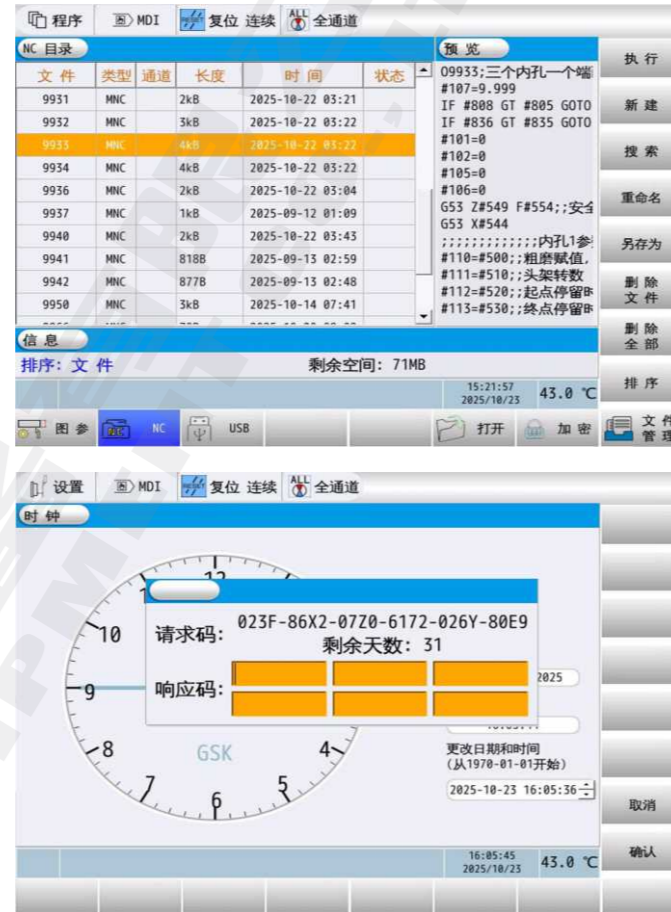 程序 MDI RESET 复位 连续 ALL 全通道
NC 目录
文件 类型 通道 长度 时间 状态
9931 MNC 2kB 2025-10-22 03:21
9932 MNC 3kB 2025-10-22 03:22
9933 MNC 4kB 2025-10-22 03:22
9934 MNC 4kB 2025-10-22 03:22
9936 MNC 2kB 2025-10-22 03:04
9937 MNC 1kB 2025-09-12 01:09
9940 MNC 2kB 2025-10-22 03:43
9941 MNC 818B 2025-09-13 02:59
9942 MNC 877B 2025-09-13 02:48
9950 MNC 3kB 2025-10-14 07:41
预览
O9933;三个内孔一个端
#107=9.999
IF #808 GT #805 GOTO
IF #836 GT #835 GOTO
#101=0
#102=0
#105=0
#106=0
G53 Z#549 F#554;;安全
G53 X#544
;;;;;;;;;;;;;内孔1参
#110=#500;;粗磨赋值,
#111=#510;;头架转数
#112=#520;;起点停留时
#113=#530;;终点停留时
执行
新建
搜索
重命名
另存为
删除
文件
删除
全部
排序
信息
排序: 文件 剩余空间: 71MB
15:21:57
2025/10/23
43.0 ℃
图参 NC NC USB 打开 加密 文件
管理
设置 MDI RESET 复位 连续 ALL 全通道
时钟
12
请求码: 023F-86X2-07Z0-6172-026Y-80E9
剩余天数: 31
响应码:
10
9
8
7
6
5
4
GSK
2025
更改日期和时间
(从1970-01-01开始)
2025-10-23 16:05:36
取消
确认
16:05:45
2025/10/23
43.0 ℃